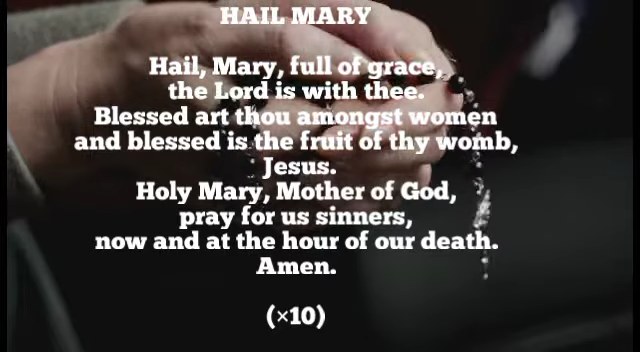 HAIL MARY
Hail, Mary, full of grace,
the Lord is with thee.
Blessed art thou amongst women
and blessed is the fruit of thy womb,
Jesus.
Holy Mary, Mother of God,
pray for us sinners,
now and at the hour of our death.
Amen.
(×10)